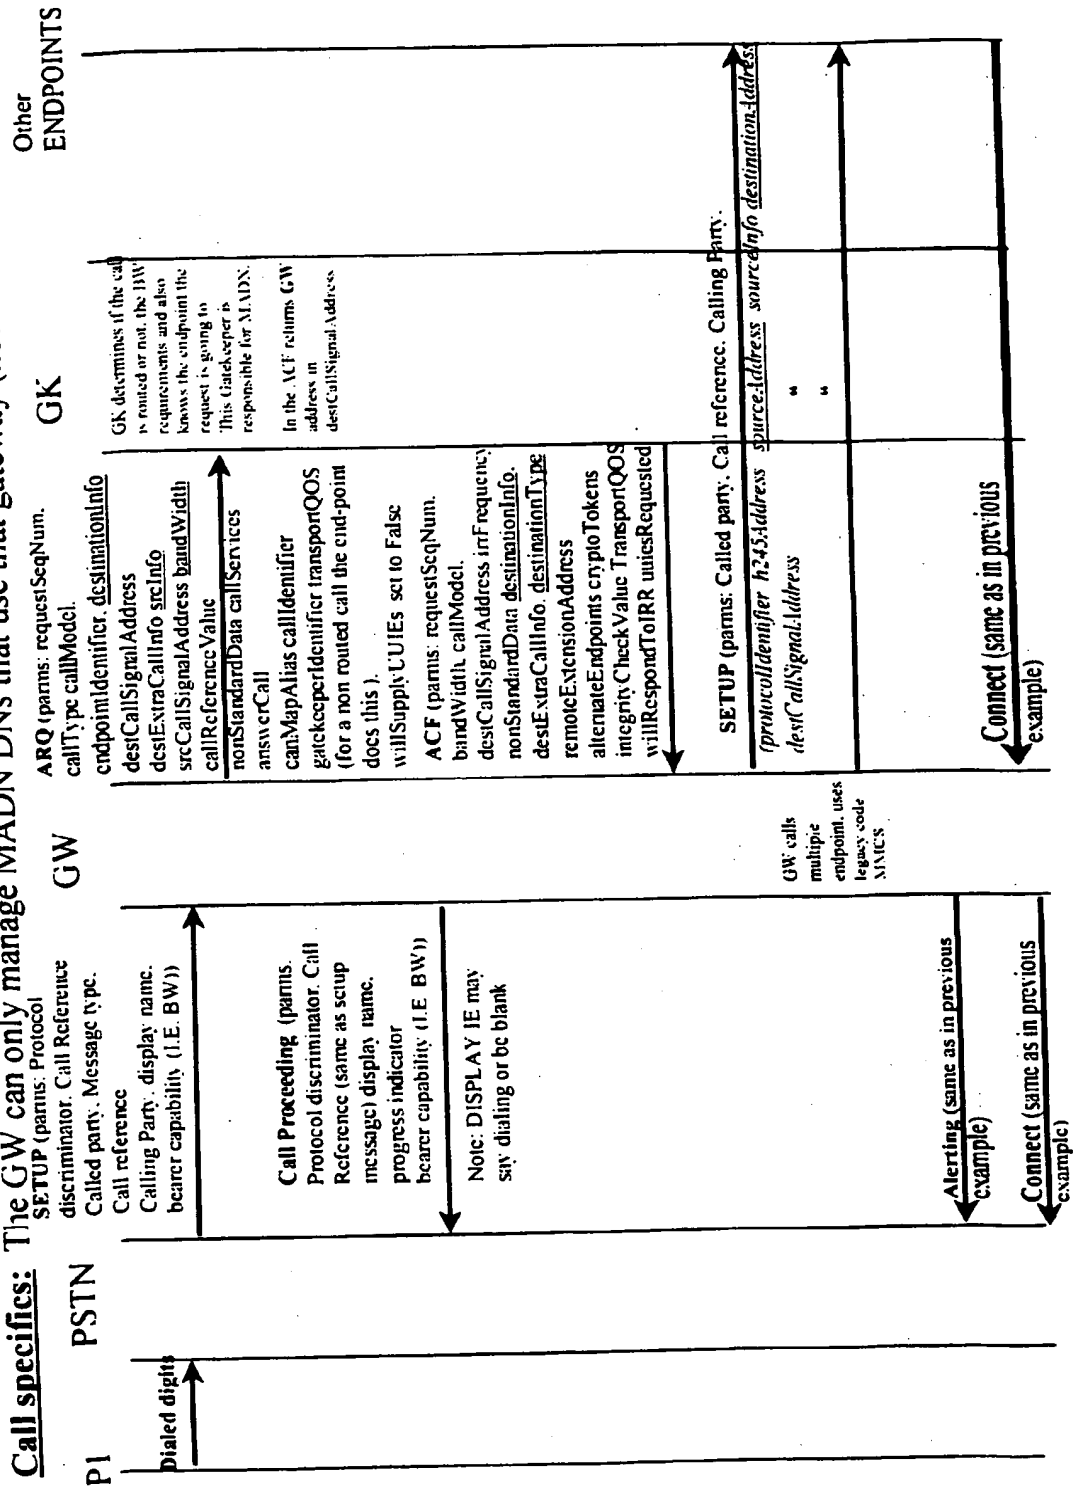 Call specifics: The GW can only manage MADN DNs that use that gateway
P1
PSTN
GW
GK
Other
ENDPOINTS
Dialed digits
SETUP (parms: Protocol
discriminator. Call Reference
Called party. Message type.
Call reference
Calling Party. display name.
bearer capability (I.E. BW))
Call Proceeding (parms.
Protocol discriminator. Call
Reference (same as setup
message) display name.
progress indicator
bearer capability (I.E. BW))
Note: DISPLAY IE may
say dialing or be blank
ARQ (parms: requestSeqNum.
callType callModel.
endpointIdentifier. destinationInfo
destCallSignalAddress
destExtraCallInfo srcInfo
srcCallSignalAddress bandWidth
callReferenceValue
nonStandardData callServices
answerCall
canMapAlias callIdentifier
gatekeeperIdentifier transportQOS
(for a non routed call the end-point
does this ).
willSupplyUUIEs set to False
GK determines if the call
is routed or not. the BW
requirements and also
knows the endpoint the
request is going to
This Gatekeeper is
responsible for MADN.
In the ACF returns GW
address in
destCallSignalAddress
ACF (parms: requestSeqNum.
bandWidth. callModel.
destCallSignalAddress irrFrequency
nonStandardData destinationInfo.
destExtraCallInfo. destinationType
remoteExtensionAddress
alternateEndpoints cryptoTokens
integrityCheckValue TransportQOS
willRespondToIRR uuiesRequested
SETUP (parms: Called party. Call reference. Calling Party.
(protocolIdentifier h245Address sourceAddress sourceInfo destinationAddress
destCallSignalAddress
GW calls
multiple
endpoint. uses
legacy code
MMCS
“
“
Alerting (same as in previous
example)
Connect (same as in previous
example)
Connect (same as in previous
example)